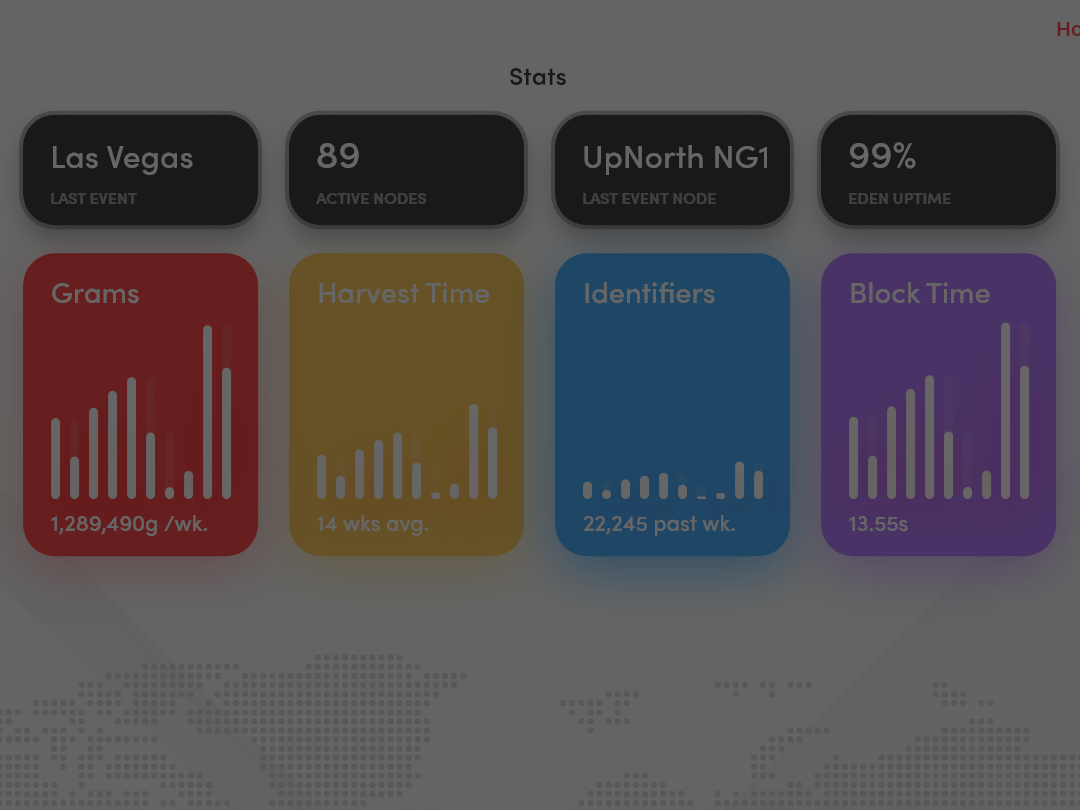 Stats
Las Vegas
LAST EVENT
89
ACTIVE NODES
UpNorth NG1
LAST EVENT NODE
99%
EDEN UPTIME
Grams
1,289,490g /wk.
Harvest Time
14 wks avg.
Identifiers
22,245 past wk.
Block Time
13.55s